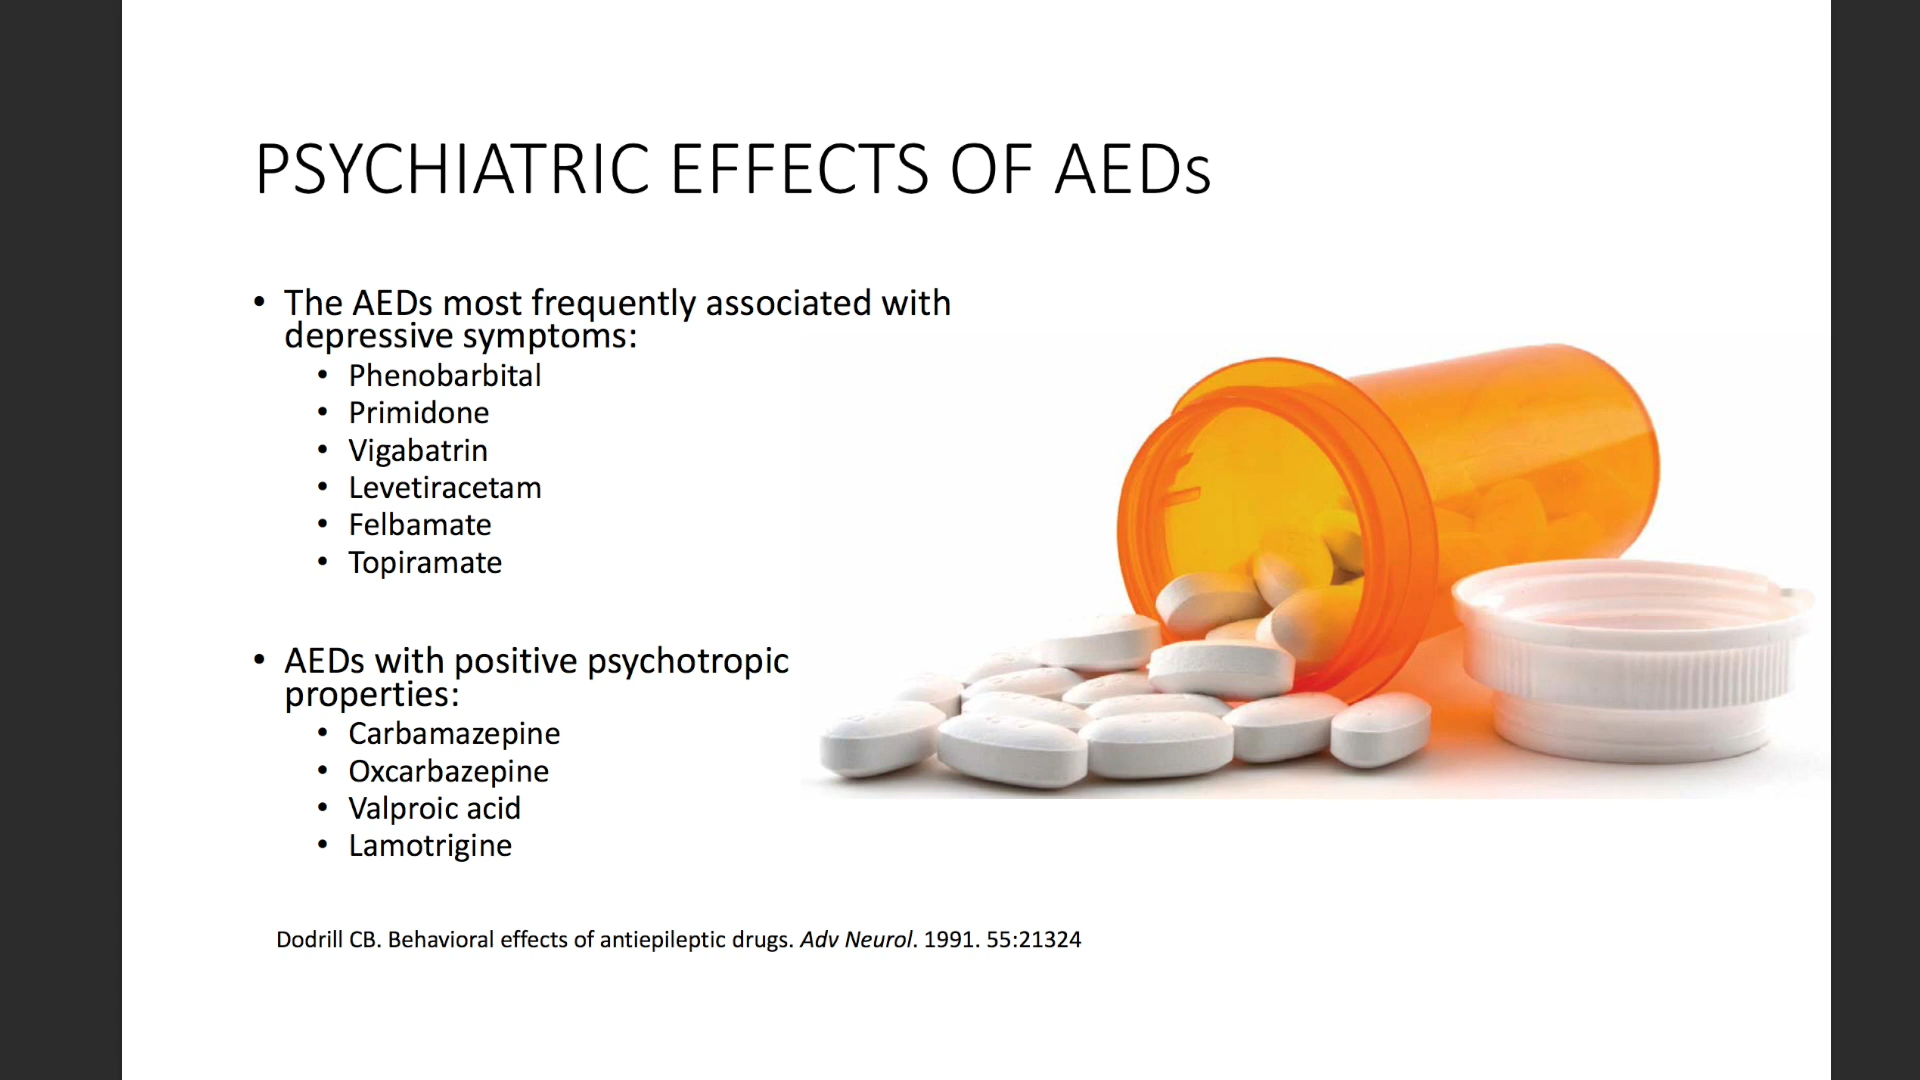 PSYCHIATRIC EFFECTS OF AEDs
• The AEDs most frequently associated with
depressive symptoms:
• Phenobarbital
• Primidone
• Vigabatrin
• Levetiracetam
• Felbamate
• Topiramate
• AEDs with positive psychotropic
properties:
• Carbamazepine
• Oxcarbazepine
• Valproic acid
• Lamotrigine
Dodrill CB. Behavioral effects of antiepileptic drugs. Adv Neurol. 1991. 55:21324